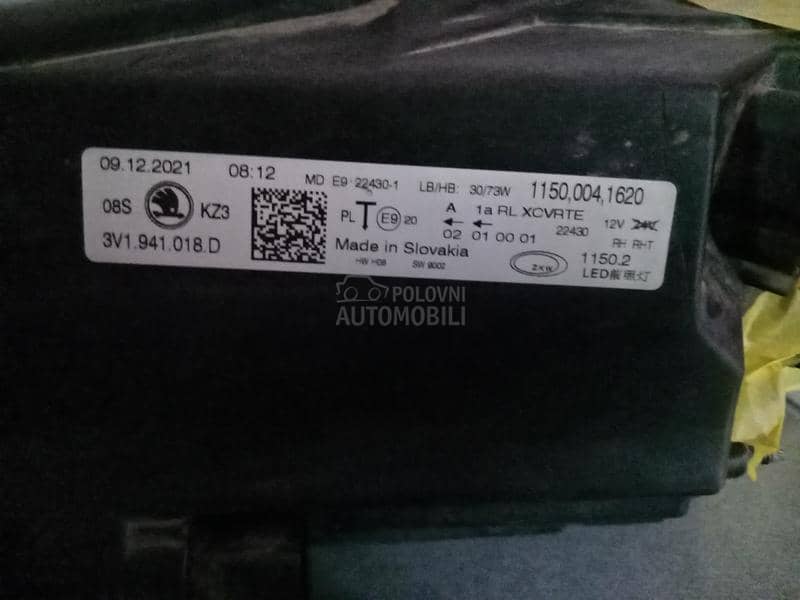 09.12.2021 08:12 MD E9 22430-1 LB/HB: 30/73W 1150,004,1620
08S KZ3 PL E9 20 A 1a RL XCVRTE 12V 24V
02 01 00 01 22430 RH RHT
3V1.941.018.D Made in Slovakia ZKW 1150.2
HW H08 SW 9002 LED前照灯
POLOVNI
AUTOMOBILI